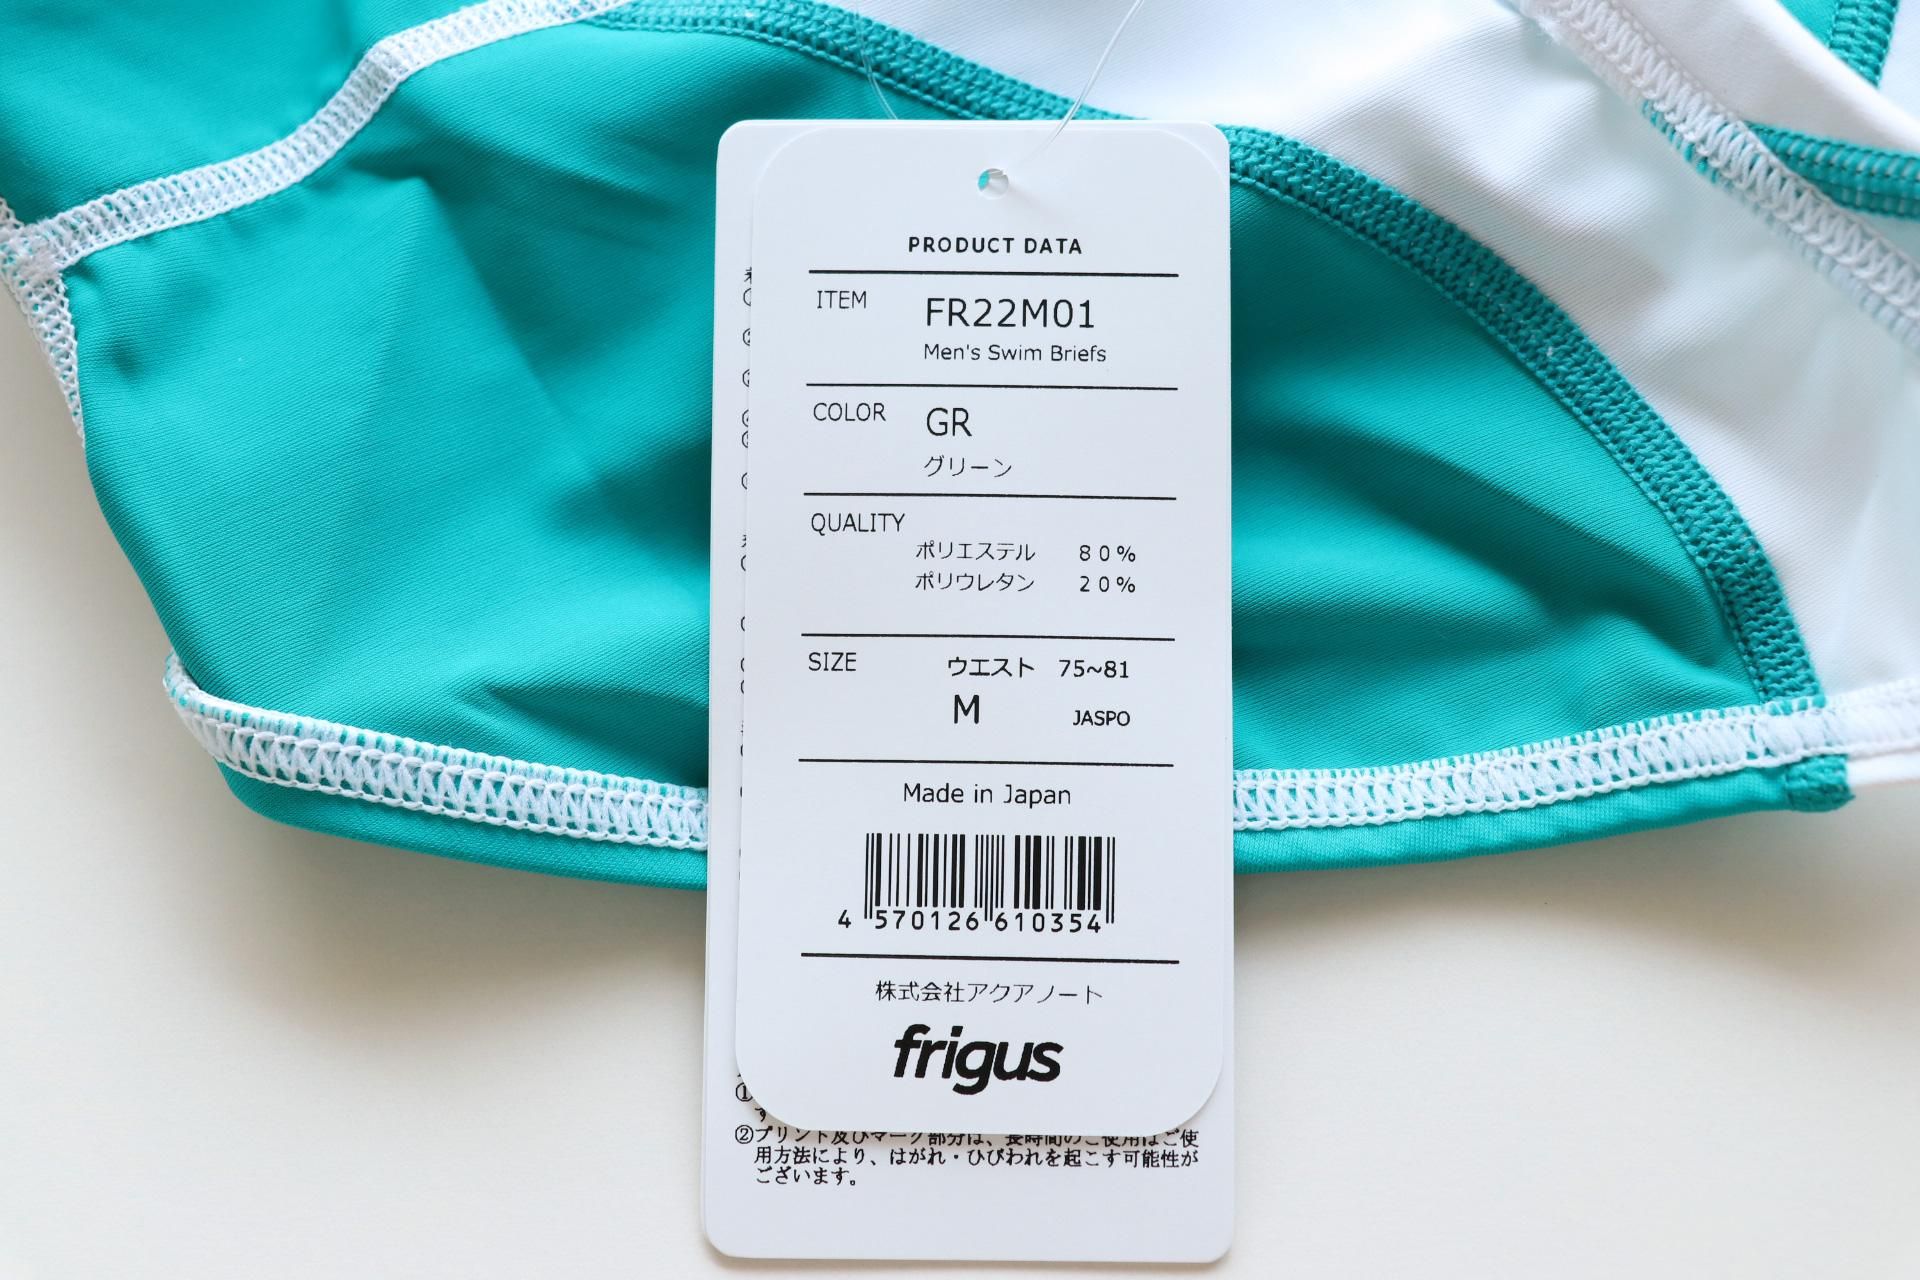 PRODUCT DATA
ITEM FR22M01
Men's Swim Briefs
COLOR GR
グリーン
QUALITY
ポリエステル 80%
ポリウレタン 20%
SIZE ウエスト 75~81
M JASPO
Made in Japan
4 570126 610354
株式会社アクアノート
frigus
①
す
②プリント及びマーク部分は、長時間のご使用はご使
用方法により、はがれ・ひびわれを起こす可能性が
ございます。